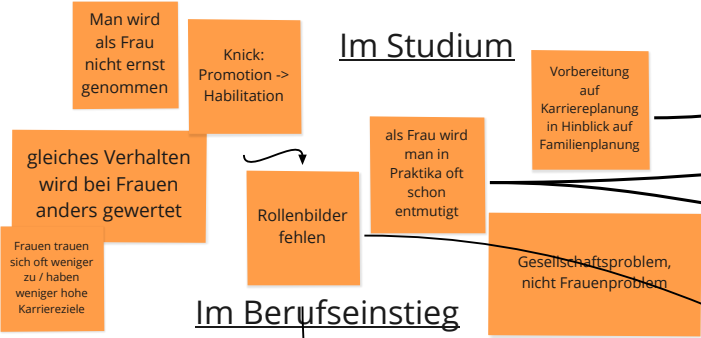 Man wird
als Frau
nicht ernst
genommen
Knick:
Promotion ->
Habilitation
Im Studium
Vorbereitung
auf
Karriereplanung
in Hinblick auf
Familienplanung
als Frau wird
man in
Praktika oft
schon
entmutigt
gleiches Verhalten
wird bei Frauen
anders gewertet
Rollenbilder
fehlen
Frauen trauen
sich oft weniger
zu / haben
weniger hohe
Karriereziele
Gesellschaftsproblem,
nicht Frauenproblem
Im Berufseinstieg